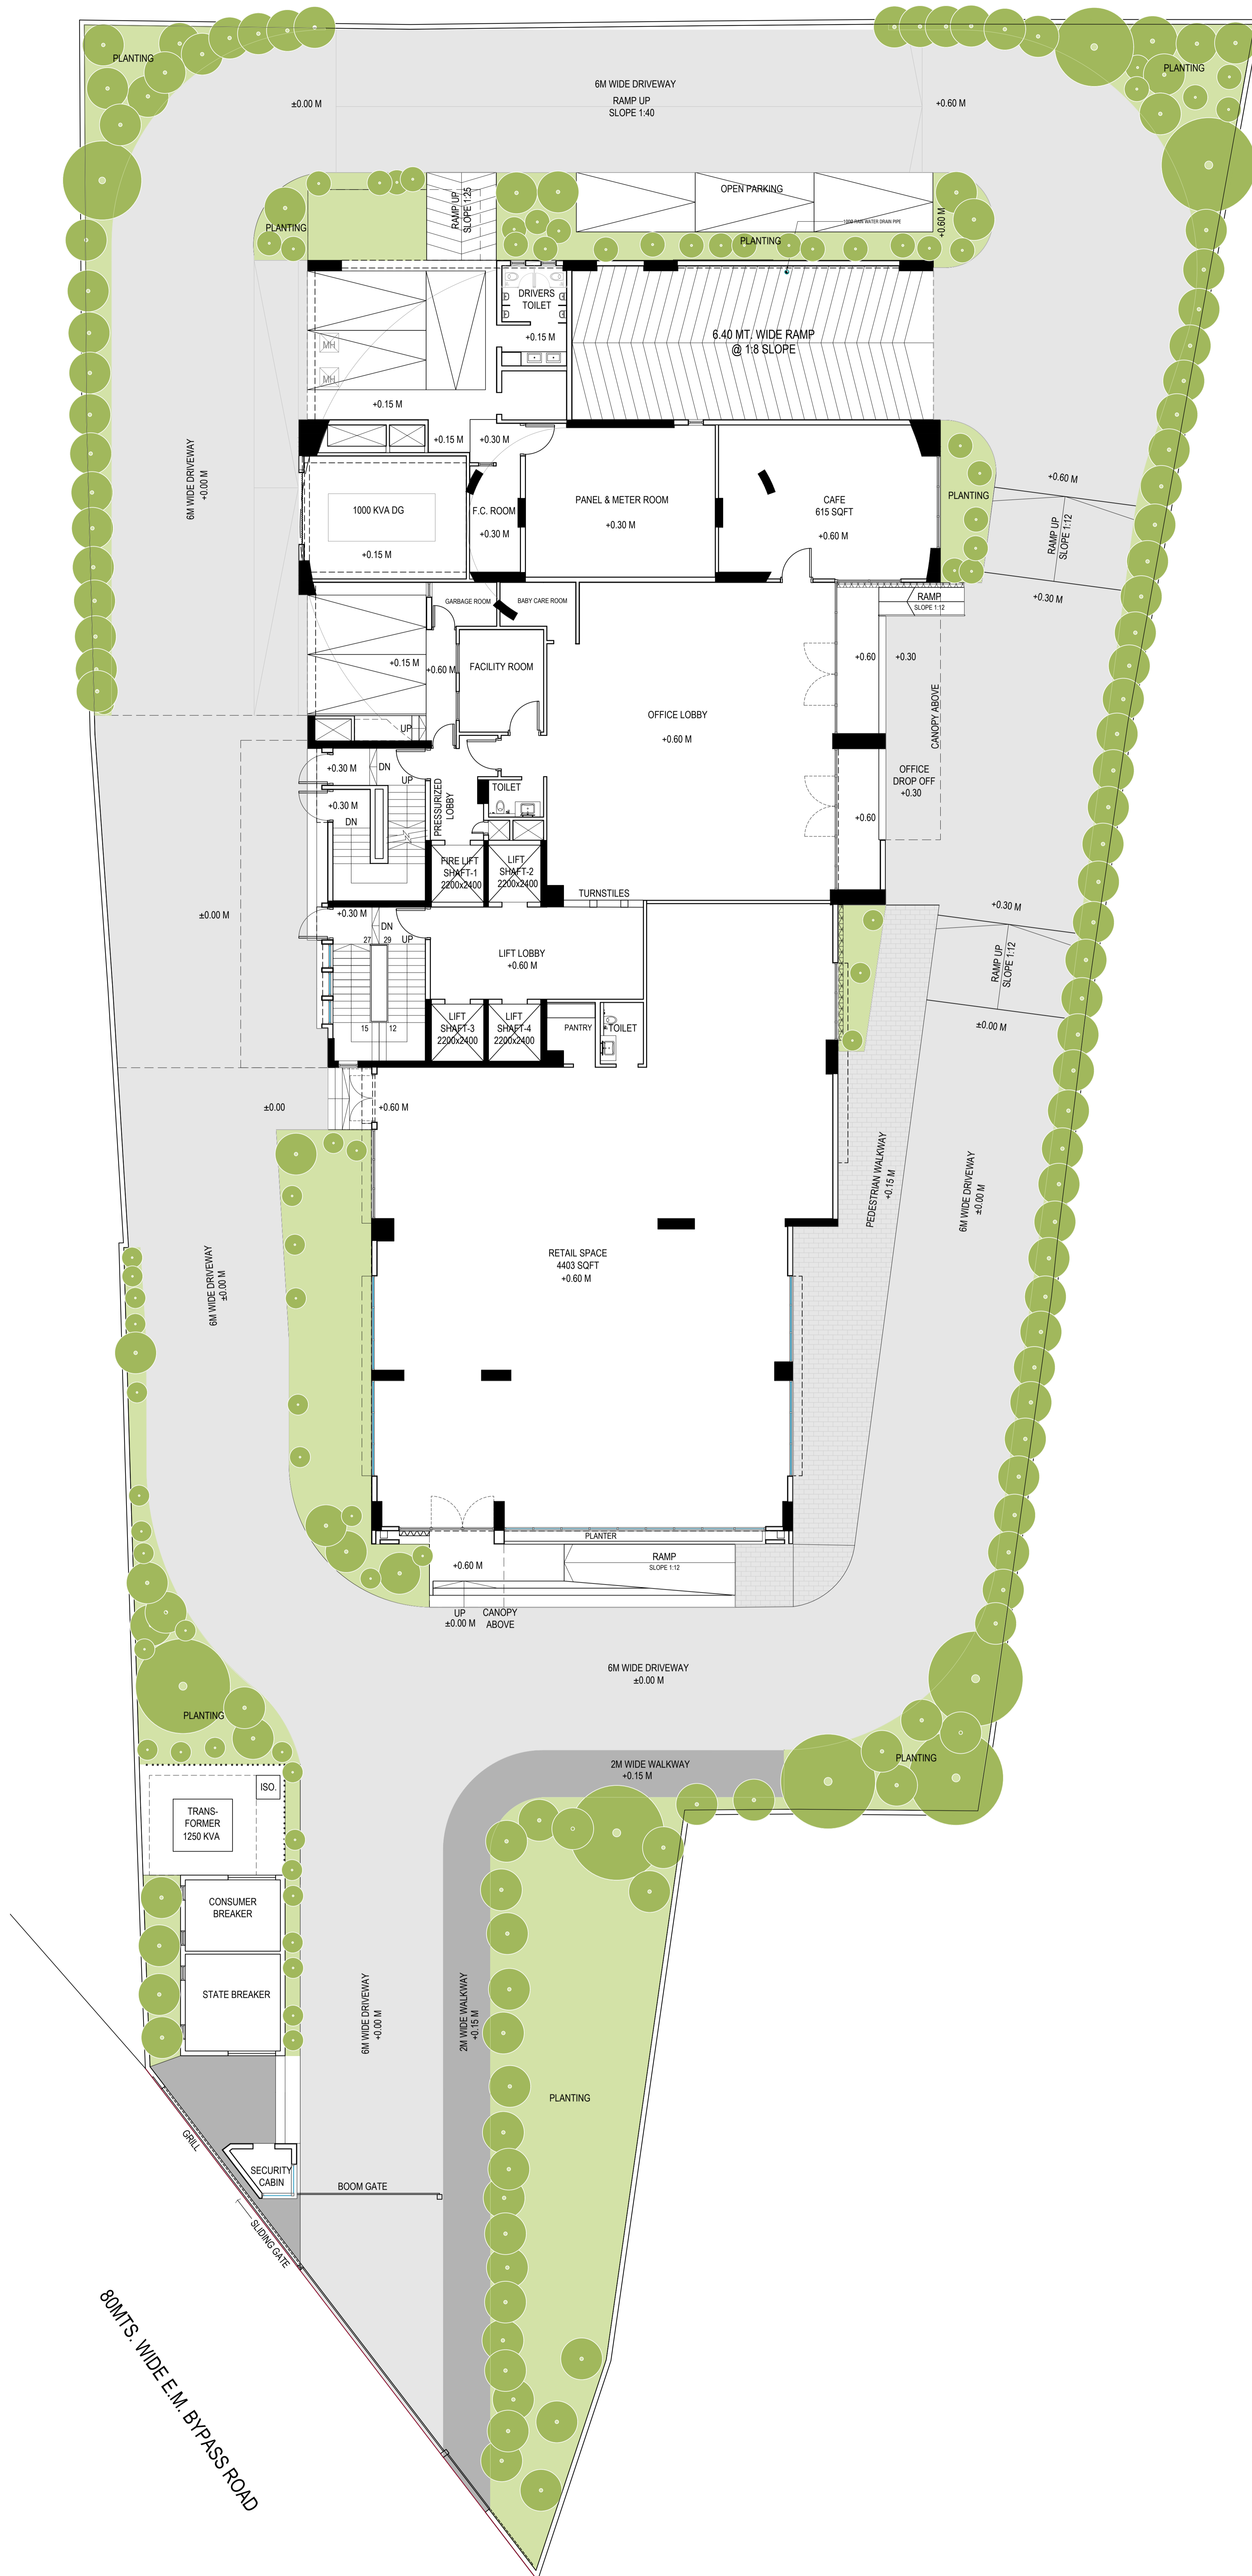 PLANTING
6M WIDE DRIVEWAY
RAMP UP
SLOPE 1:40
±0.00 M
+0.60 M
PLANTING
RAMP UP
SLOPE 1:25
OPEN PARKING
PLANTING
PLANTING
+0.60 M
DRIVERS
TOILET
+0.15 M
6.40 MT. WIDE RAMP
@ 1:8 SLOPE
MH
MH
+0.15 M
+0.15 M
+0.30 M
6M WIDE DRIVEWAY
+0.00 M
1000 KVA DG
+0.15 M
F.C. ROOM
+0.30 M
PANEL & METER ROOM
+0.30 M
CAFE
615 SQFT
+0.60 M
PLANTING
+0.60 M
RAMP UP
SLOPE 1:12
+0.30 M
GARBAGE ROOM
BABY CARE ROOM
RAMP
SLOPE 1:12
+0.15 M
+0.60 M
FACILITY ROOM
+0.60
+0.30
CANOPY ABOVE
OFFICE LOBBY
+0.60 M
UP
+0.30 M
DN
UP
PRESSURIZED
LOBBY
TOILET
OFFICE
DROP OFF
+0.30
+0.30 M
DN
+0.60
FIRE LIFT
SHAFT-1
2200x2400
LIFT
SHAFT-2
2200x2400
TURNSTILES
+0.30 M
±0.00 M
+0.30 M
DN
27 29
UP
LIFT LOBBY
+0.60 M
RAMP UP
SLOPE 1:12
±0.00 M
15 12
LIFT
SHAFT-3
2200x2400
LIFT
SHAFT-4
2200x2400
PANTRY
TOILET
±0.00
+0.60 M
PEDESTRIAN WALKWAY
+0.15 M
6M WIDE DRIVEWAY
±0.00 M
6M WIDE DRIVEWAY
±0.00 M
RETAIL SPACE
4403 SQFT
+0.60 M
PLANTER
+0.60 M
RAMP
SLOPE 1:12
UP
±0.00 M
CANOPY
ABOVE
6M WIDE DRIVEWAY
±0.00 M
PLANTING
PLANTING
2M WIDE WALKWAY
+0.15 M
ISO.
TRANS-
FORMER
1250 KVA
CONSUMER
BREAKER
STATE BREAKER
6M WIDE DRIVEWAY
+0.00 M
2M WIDE WALKWAY
+0.15 M
PLANTING
GRILL
SECURITY
CABIN
BOOM GATE
SLIDING GATE
80MTS. WIDE E.M. BYPASS ROAD